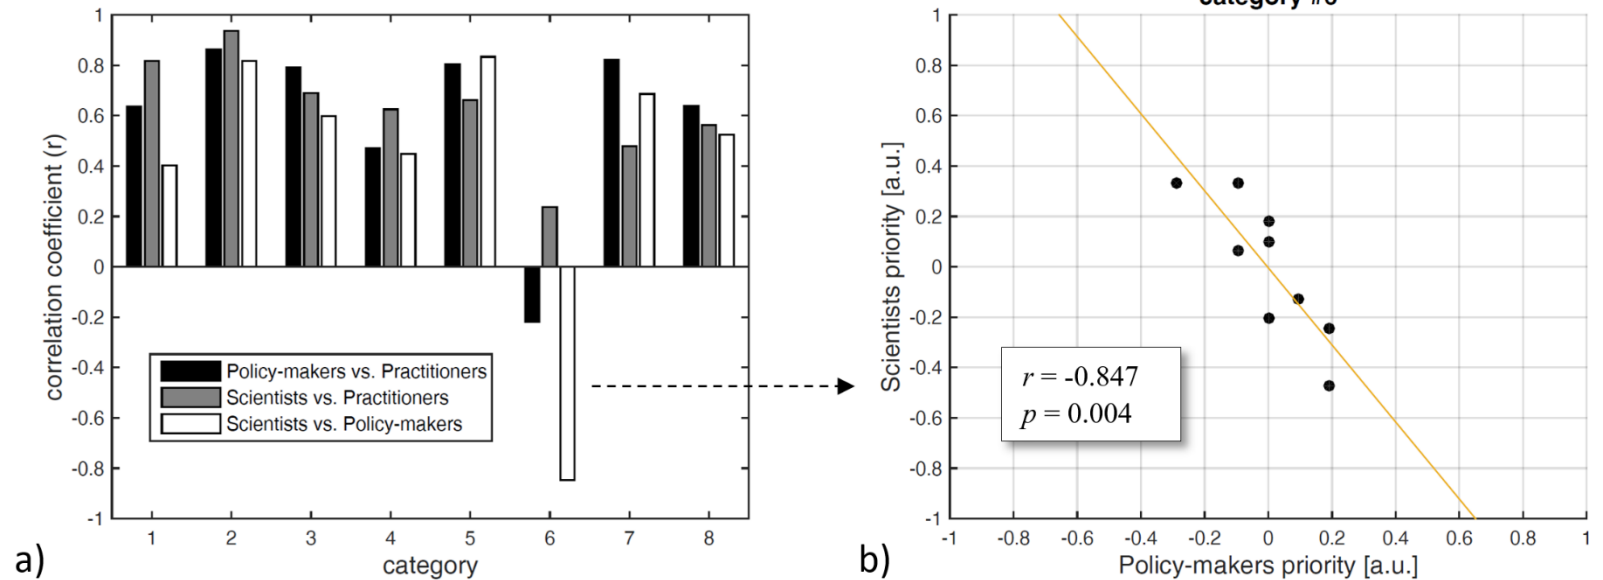 1
0.8
0.6
0.4
0.2
0
-0.2
-0.4
-0.6
-0.8
-1
correlation coefficient (r)
Policy-makers vs. Practitioners
Scientists vs. Practitioners
Scientists vs. Policy-makers
1 2 3 4 5 6 7 8
category
a)
1
0.8
0.6
0.4
0.2
0
-0.2
-0.4
-0.6
-0.8
-1
Scientists priority [a.u.]
r = -0.847
p = 0.004
-1 -0.8 -0.6 -0.4 -0.2 0 0.2 0.4 0.6 0.8 1
Policy-makers priority [a.u.]
b)